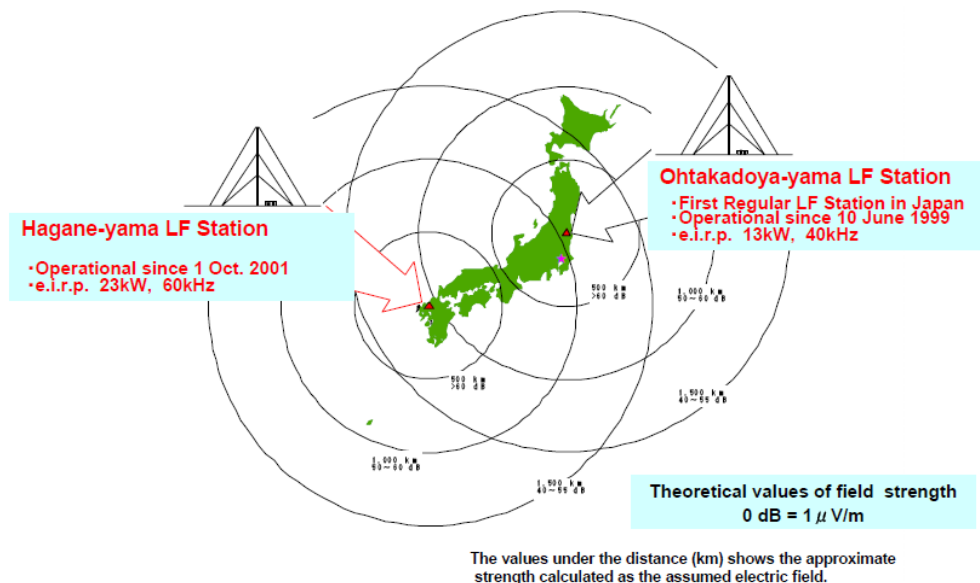 Ohtakadoya-yama LF Station
・First Regular LF Station in Japan
・Operational since 10 June 1999
・e.i.r.p. 13kW, 40kHz
Hagane-yama LF Station
・Operational since 1 Oct. 2001
・e.i.r.p. 23kW, 60kHz
500 km
>60 dB
1,000 km
50～60 dB
500 km
>60 dB
1,500 km
40～55 dB
1,000 km
50～60 dB
1,500 km
40～55 dB
Theoretical values of field strength
0 dB = 1μV/m
The values under the distance (km) shows the approximate
strength calculated as the assumed electric field.